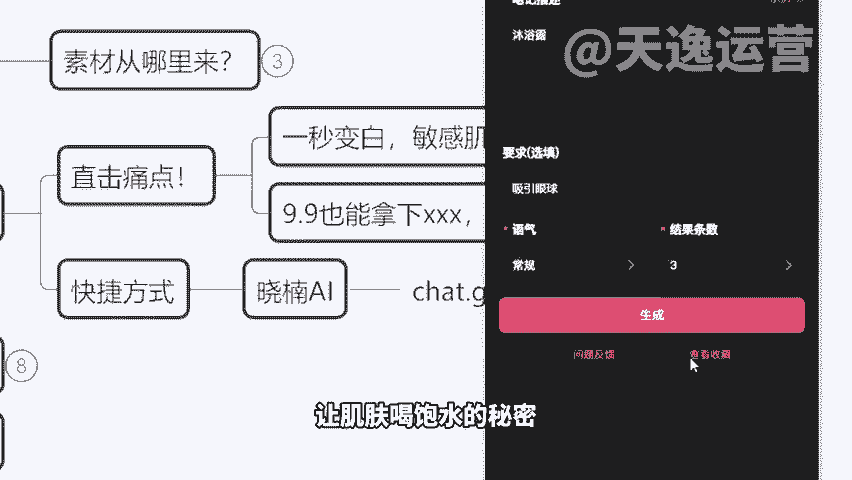 笔记描述
沐浴露
@天逸运营
素材从哪里来？
3
一秒变白，敏感肌
直击痛点！
9.9也能拿下xxx，
快捷方式
晓楠AI
chat.g
8
要求(选填)
吸引眼球
* 语气
* 结果条数
常规
3
生成
问题反馈
查看收藏
让肌肤喝饱水的秘密